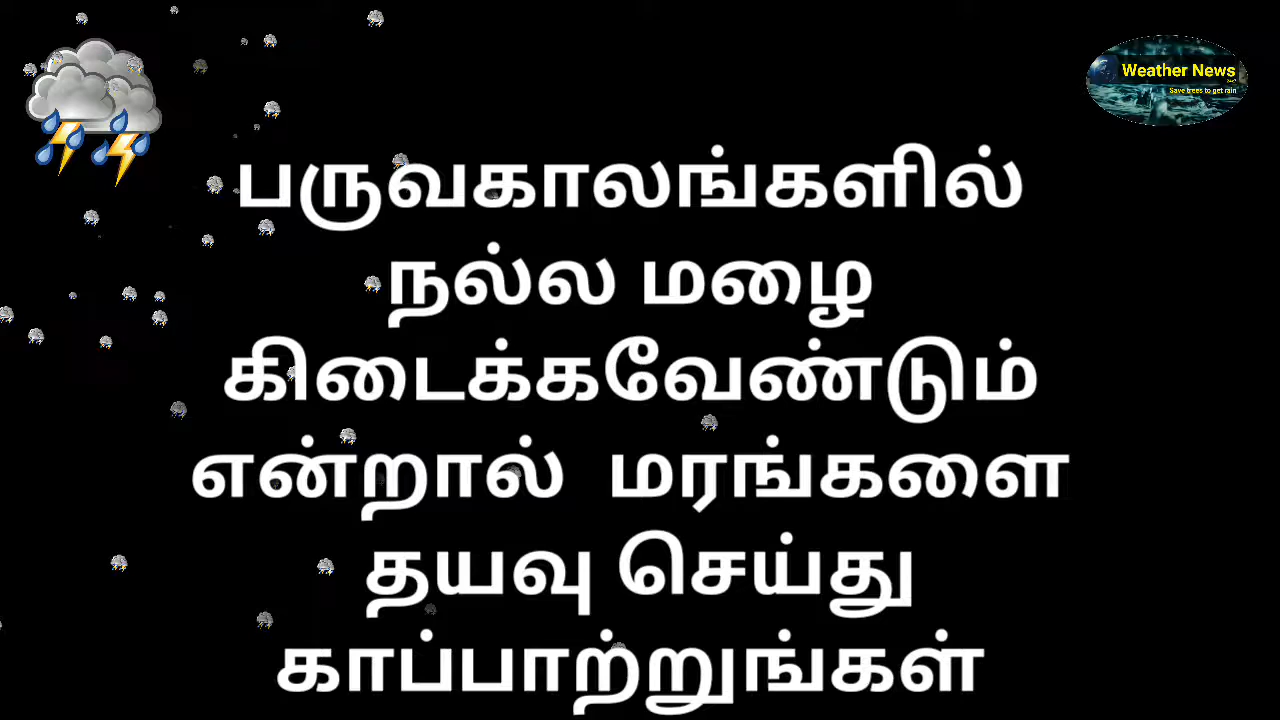 Weather News
24x7
Save trees to get rain
பருவகாலங்களில்
நல்ல மழை
கிடைக்கவேண்டும்
என்றால் மரங்களை
தயவு செய்து
காப்பாற்றுங்கள்